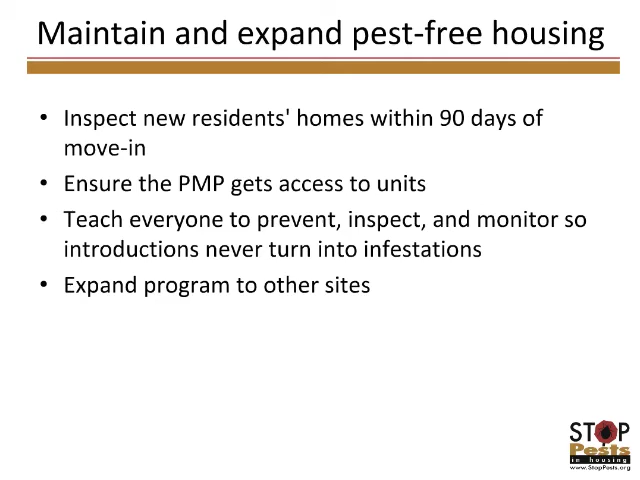 Maintain and expand pest-free housing
• Inspect new residents' homes within 90 days of
move-in
• Ensure the PMP gets access to units
• Teach everyone to prevent, inspect, and monitor so
introductions never turn into infestations
• Expand program to other sites
STOP
Pests
in housing
www.StopPests.org